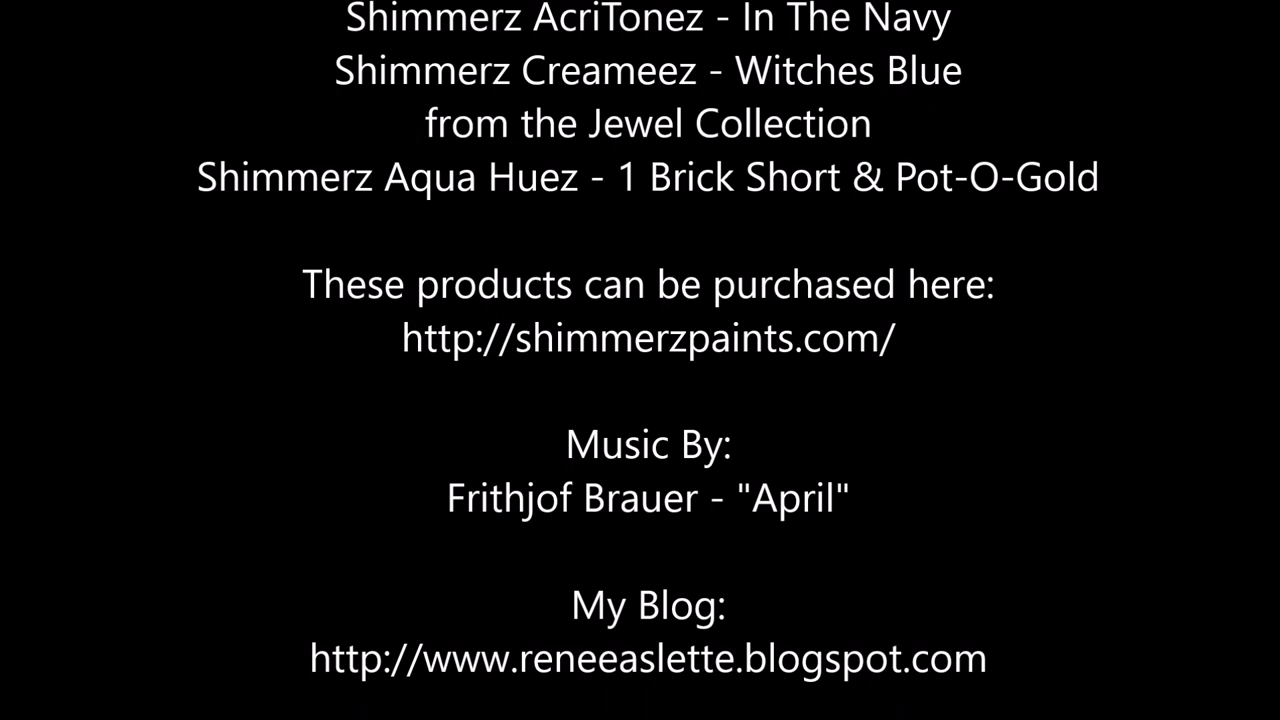 Shimmerz AcriTonez - In The Navy
Shimmerz Creameez - Witches Blue
from the Jewel Collection
Shimmerz Aqua Huez - 1 Brick Short & Pot-O-Gold
These products can be purchased here:
http://shimmerzpaints.com/
Music By:
Frithjof Brauer - "April"
My Blog:
http://www.reneeaslette.blogspot.com